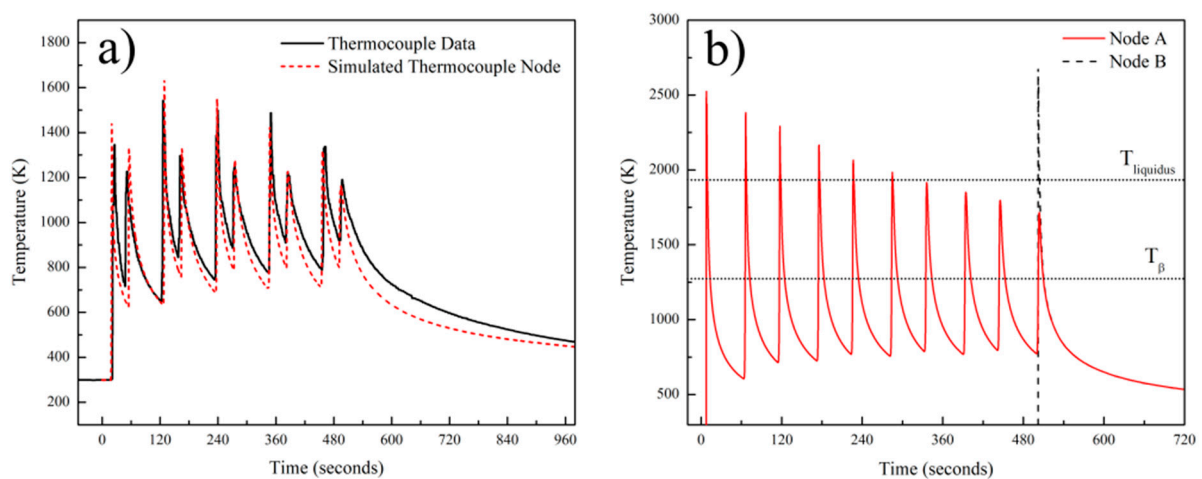 a)
Thermocouple Data
Simulated Thermocouple Node
Temperature (K)
1800
1600
1400
1200
1000
800
600
400
200
0 120 240 360 480 600 720 840 960
Time (seconds)
b)
Node A
Node B
Temperature (K)
3000
2500
2000
1500
1000
500
T liquidus
T β
0 120 240 360 480 600 720
Time (seconds)